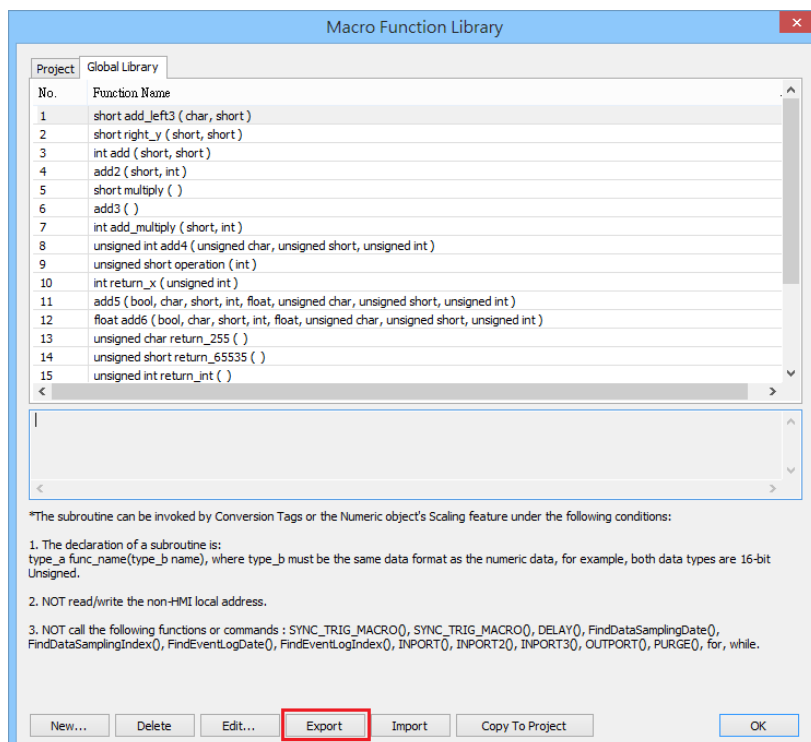 Macro Function Library
Project Global Library
No. Function Name
1 short add_left3 ( char, short )
2 short right_y ( short, short )
3 int add ( short, short )
4 add2 ( short, int )
5 short multiply ( )
6 add3 ( )
7 int add_multiply ( short, int )
8 unsigned int add4 ( unsigned char, unsigned short, unsigned int )
9 unsigned short operation ( int )
10 int return_x ( unsigned int )
11 add5 ( bool, char, short, int, float, unsigned char, unsigned short, unsigned int )
12 float add6 ( bool, char, short, int, float, unsigned char, unsigned short, unsigned int )
13 unsigned char return_255 ( )
14 unsigned short return_65535 ( )
15 unsigned int return_int ( )
*The subroutine can be invoked by Conversion Tags or the Numeric object's Scaling feature under the following conditions:
1. The declaration of a subroutine is:
type_a func_name(type_b name), where type_b must be the same data format as the numeric data, for example, both data types are 16-bit
Unsigned.
2. NOT read/write the non-HMI local address.
3. NOT call the following functions or commands : SYNC_TRIG_MACRO(), SYNC_TRIG_MACRO(), DELAY(), FindDataSamplingDate(),
FindDataSamplingIndex(), FindEventLogDate(), FindEventLogIndex(), INPORT(), INPORT2(), INPORT3(), OUTPORT(), PURGE(), for, while.
New... Delete Edit... Export Import Copy To Project OK